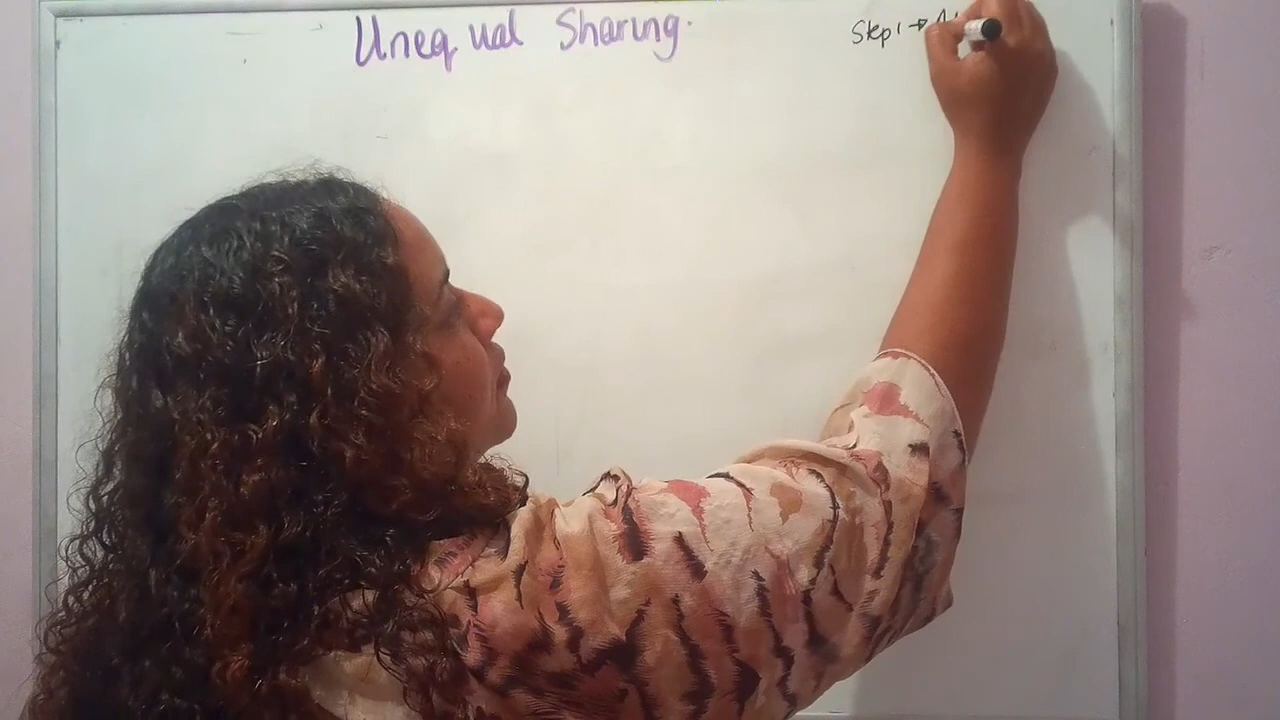 Unequal Sharing.
Step 1 →